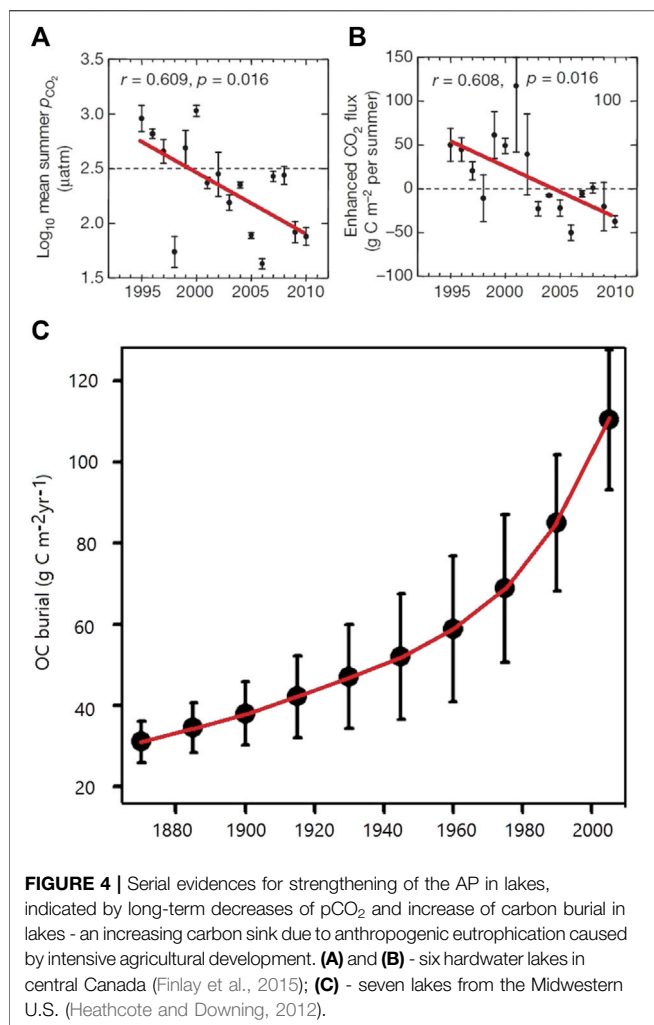 A
B
r = 0.609, p = 0.016
r = 0.608, p = 0.016
100
Log₁₀ mean summer pCO₂
(µatm)
3.5
3.0
2.5
2.0
1.5
1995 2000 2005 2010
Enhanced CO₂ flux
(g C m⁻² per summer)
150
100
50
0
−50
−100
1995 2000 2005 2010
C
OC burial (g C m-2yr-1)
120
100
80
60
40
20
1880 1900 1920 1940 1960 1980 2000
FIGURE 4 | Serial evidences for strengthening of the AP in lakes,
indicated by long-term decreases of pCO₂ and increase of carbon burial in
lakes - an increasing carbon sink due to anthropogenic eutrophication caused
by intensive agricultural development. (A) and (B) - six hardwater lakes in
central Canada (Finlay et al., 2015); (C) - seven lakes from the Midwestern
U.S. (Heathcote and Downing, 2012).